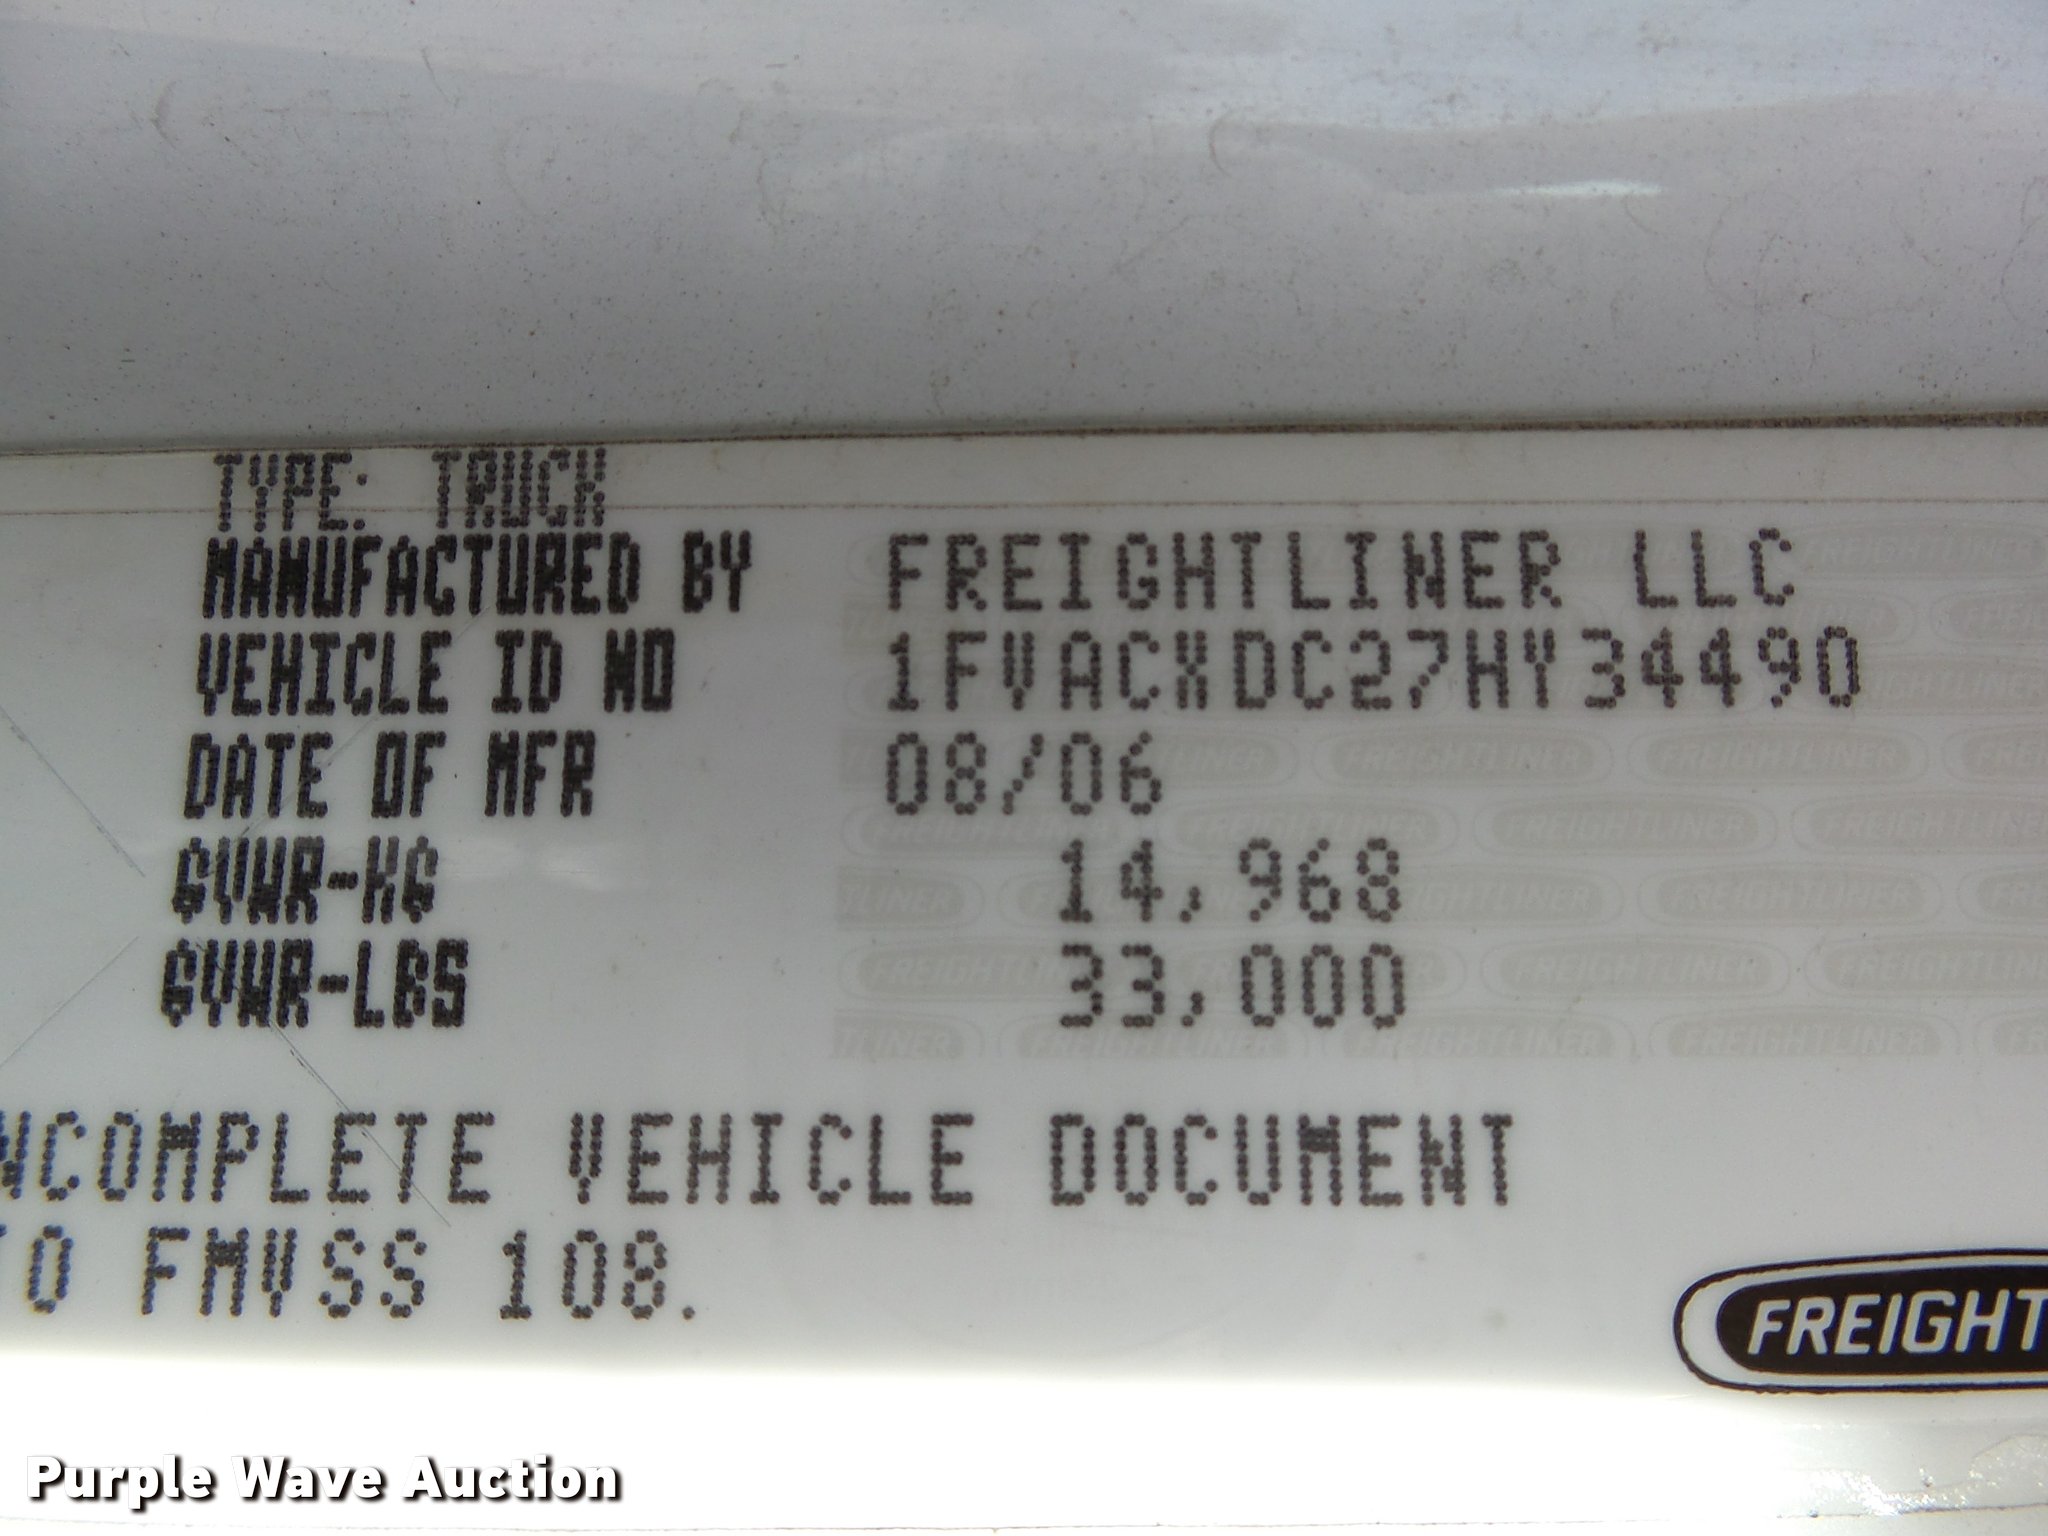 TYPE: TRUCK
MANUFACTURED BY FREIGHTLINER LLC
VEHICLE ID NO 1FVACXDC27HY34490
DATE OF MFR 08/06
GVWR-KG 14,968
GVWR-LBS 33,000
NCOMPLETE VEHICLE DOCUMENT
TO FMVSS 108.
FREIGHT
Purple Wave Auction